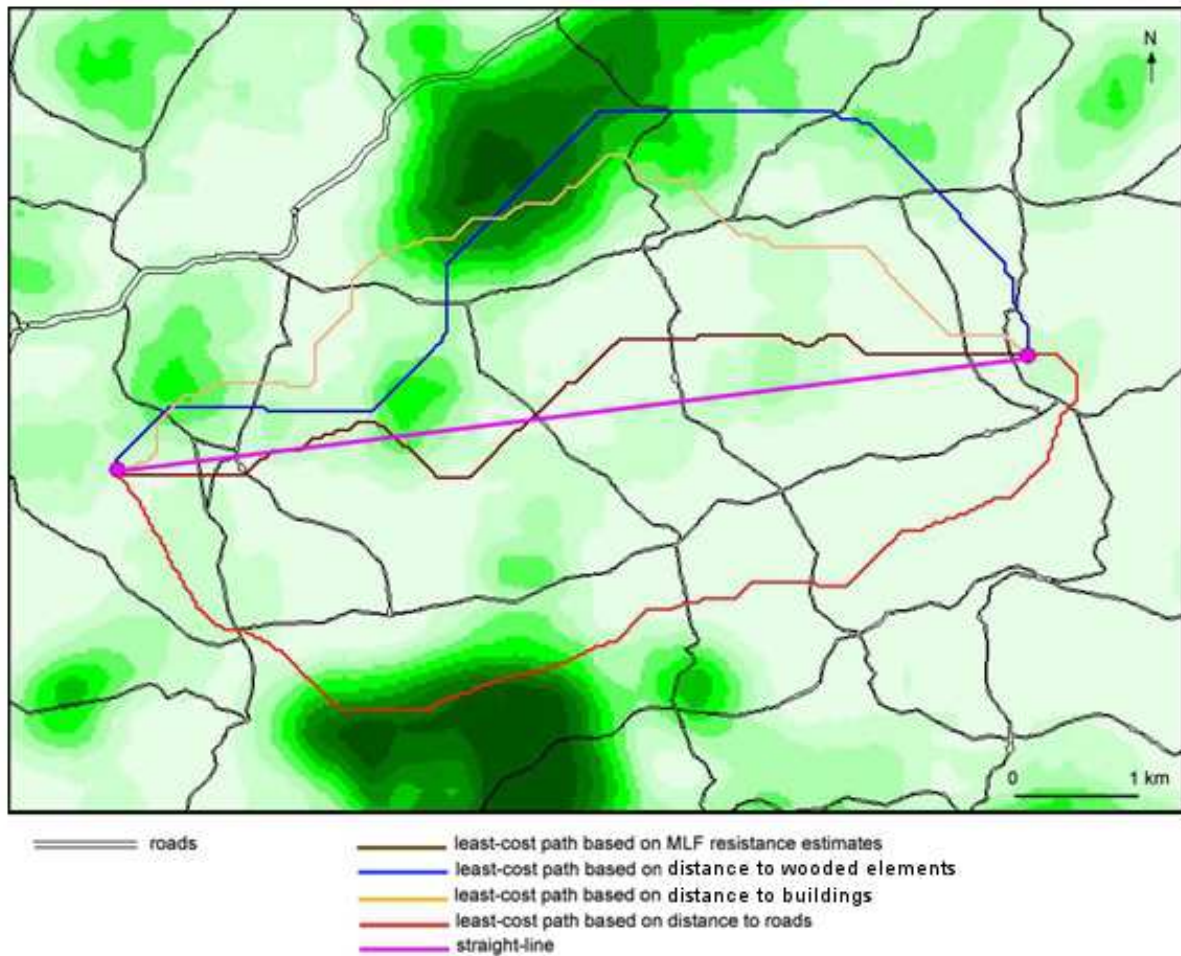 N
0 1 km
roads
least-cost path based on MLF resistance estimates
least-cost path based on distance to wooded elements
least-cost path based on distance to buildings
least-cost path based on distance to roads
straight-line